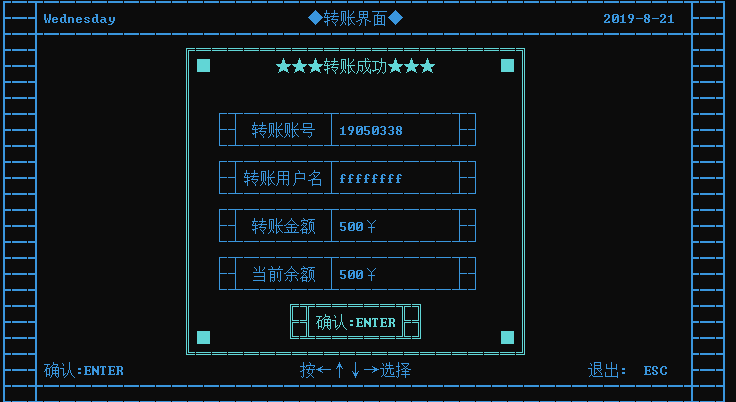 Wednesday ◆转账界面◆ 2019-8-21
★★★转账成功★★★
转账账号 19050338
转账用户名 ffffffff
转账金额 500￥
当前余额 500￥
确认:ENTER
确认:ENTER 按←↑↓→选择 退出: ESC